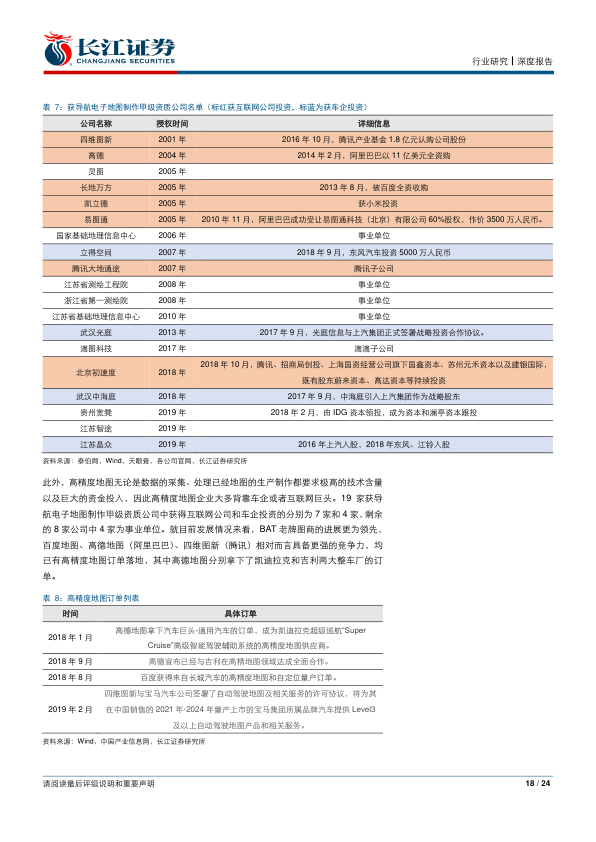 长江证券
CHANGJIANG SECURITIES
行业研究┃深度报告
表 7：获导航电子地图制作甲级资质公司名单（标红获互联网公司投资，标蓝为获车企投资）
公司名称 授权时间 详细信息
四维图新 2001 年 2016 年 10 月，腾讯产业基金 1.8 亿元认购公司股份
高德 2004 年 2014 年 2 月，阿里巴巴以 11 亿美元全资购
灵图 2005 年
长地万方 2005 年 2013 年 8 月，被百度全资收购
凯立德 2005 年 获小米投资
易图通 2005 年 2010 年 11 月，阿里巴巴成功受让易图通科技（北京）有限公司 60%股权，作价 3500 万人民币。
国家基础地理信息中心 2006 年 事业单位
立得空间 2007 年 2018 年 9 月，东风汽车投资 5000 万人民币
腾讯大地通途 2007 年 腾讯子公司
江苏省测绘工程院 2008 年 事业单位
浙江省第一测绘院 2008 年 事业单位
江苏省基础地理信息中心 2010 年 事业单位
武汉光庭 2013 年 2017 年 9 月，光庭信息与上汽集团正式签署战略投资合作协议。
滴图科技 2017 年 滴滴子公司
北京初速度 2018 年 2018 年 10 月，腾讯、招商局创投、上海国资经营公司旗下国鑫资本、苏州元禾资本以及建银国际，
既有股东蔚来资本、高达资本等持续投资
武汉中海庭 2018 年 2017 年 9 月，中海庭引入上汽集团作为战略股东
贵州宽凳 2019 年 2018 年 2 月，由 IDG 资本领投，成为资本和澜亭资本跟投
江苏智途 2019 年
江苏晶众 2019 年 2016 年上汽入股，2018 年东风、江铃入股
资料来源：泰伯网，Wind，天眼查，各公司官网，长江证券研究所
此外，高精度地图无论是数据的采集、处理已经地图的生产制作都要求极高的技术含量
以及巨大的资金投入，因此高精度地图企业大多背靠车企或者互联网巨头。19 家获导
航电子地图制作甲级资质公司中获得互联网公司和车企投资的分别为 7 家和 4 家，剩余
的 8 家公司中 4 家为事业单位。就目前发展情况来看，BAT 老牌图商的进展更为领先，
百度地图、高德地图（阿里巴巴）、四维图新（腾讯）相对而言具备更强的竞争力，均
已有高精度地图订单落地，其中高德地图分别拿下了凯迪拉克和吉利两大整车厂的订
单。
表 8：高精度地图订单列表
时间 具体订单
2018 年 1 月 高德地图拿下汽车巨头-通用汽车的订单，成为凯迪拉克超级巡航“Super
Cruise”高级智能驾驶辅助系统的高精度地图供应商。
2018 年 9 月 高德宣布已经与吉利在高精地图领域达成全面合作。
2018 年 8 月 百度获得来自长城汽车的高精地图和自定位量产订单。
2019 年 2 月 四维图新与宝马汽车公司签署了自动驾驶地图及相关服务的许可协议，将为其
在中国销售的 2021 年-2024 年量产上市的宝马集团所属品牌汽车提供 Level3
及以上自动驾驶地图产品和相关服务。
资料来源：Wind，中国产业信息网，长江证券研究所
请阅读最后评级说明和重要声明
18 / 24